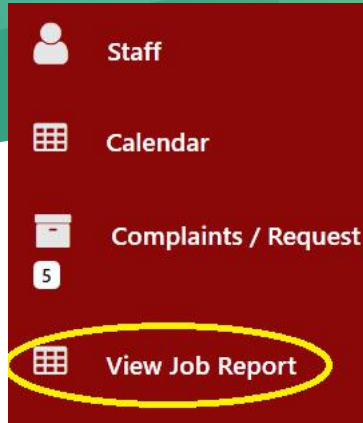 Staff
Calendar
Complaints / Request
5
View Job Report